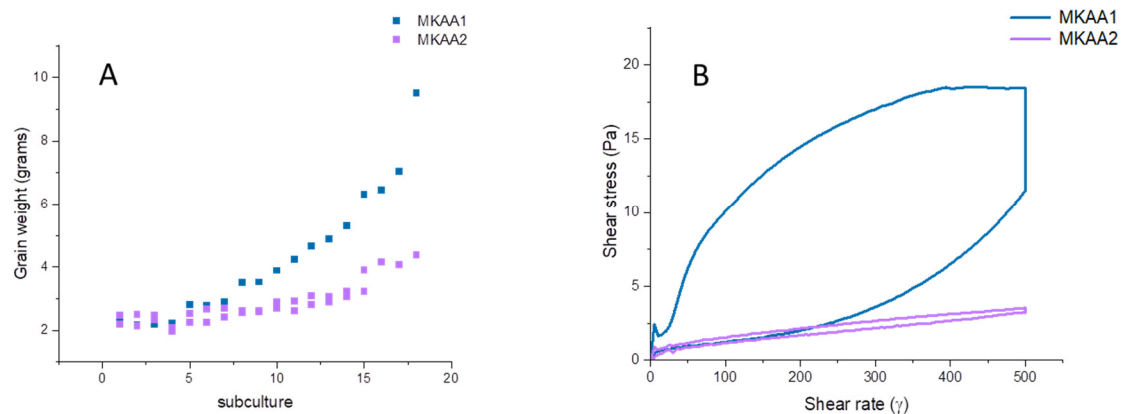 MKAA1
MKAA2
A
10
8
6
4
2
0
5
10
15
20
Grain weight (grams)
subculture
MKAA1
MKAA2
B
20
15
10
5
0
0
100
200
300
400
500
Shear stress (Pa)
Shear rate (γ)